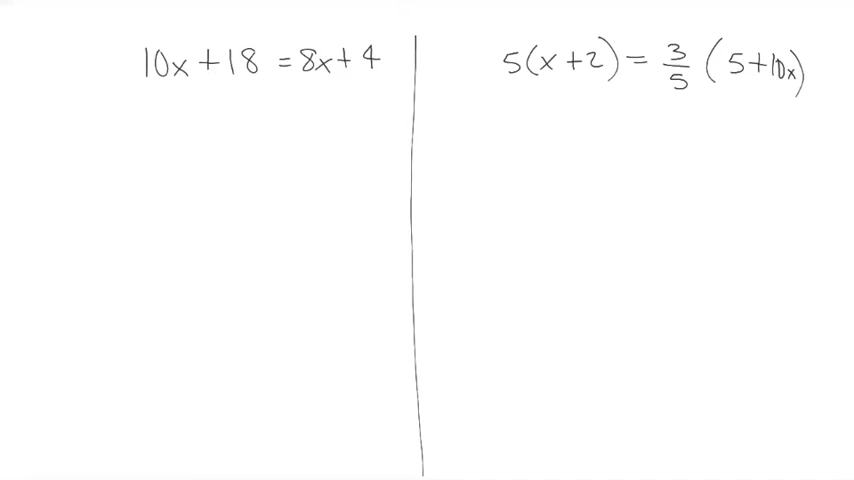 10x + 18 = 8x + 4
5(x + 2) = 3/5 (5 + 10x)